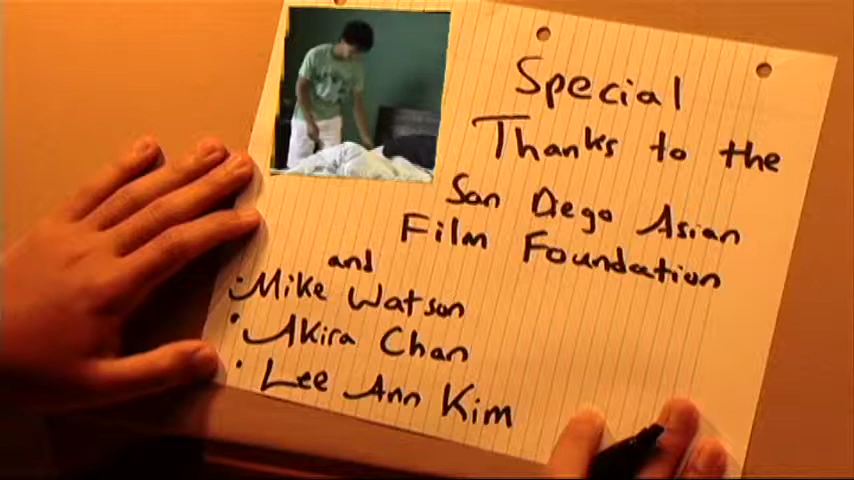 Special
Thanks to the
San Diego Asian
Film Foundation
and
• Mike Watson
• Akira Chan
• Lee Ann Kim